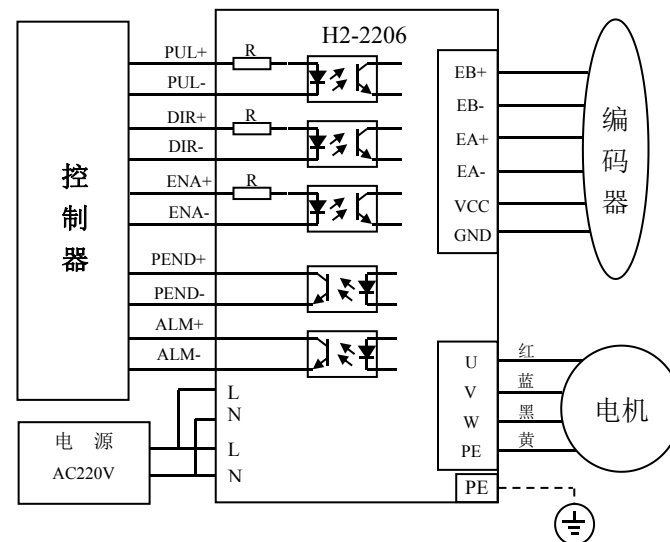 H2-2206
PUL+
R
PUL-
DIR+
R
DIR-
ENA+
R
ENA-
PEND+
PEND-
ALM+
ALM-
控制器
L
N
L
N
电 源
AC220V
EB+
EB-
EA+
EA-
VCC
GND
编码器
U
红
V
蓝
W
黑
PE
黄
电机
PE